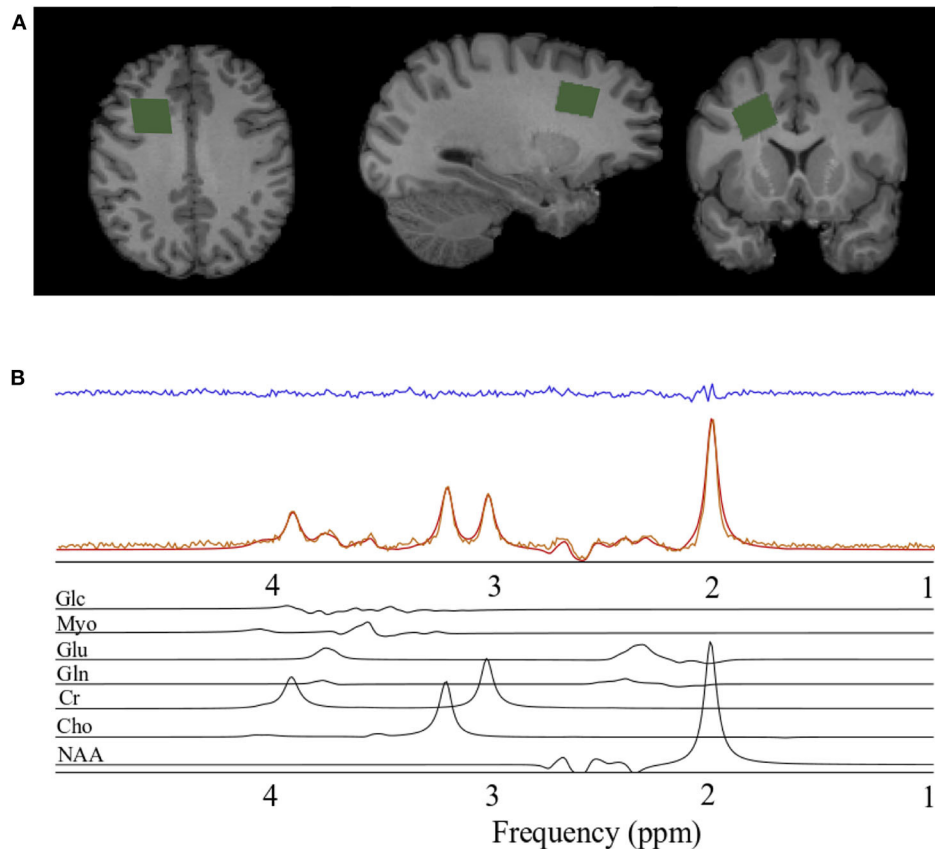 A
B
4 3 2 1
Glc
Myo
Glu
Gln
Cr
Cho
NAA
4 3 2 1
Frequency (ppm)